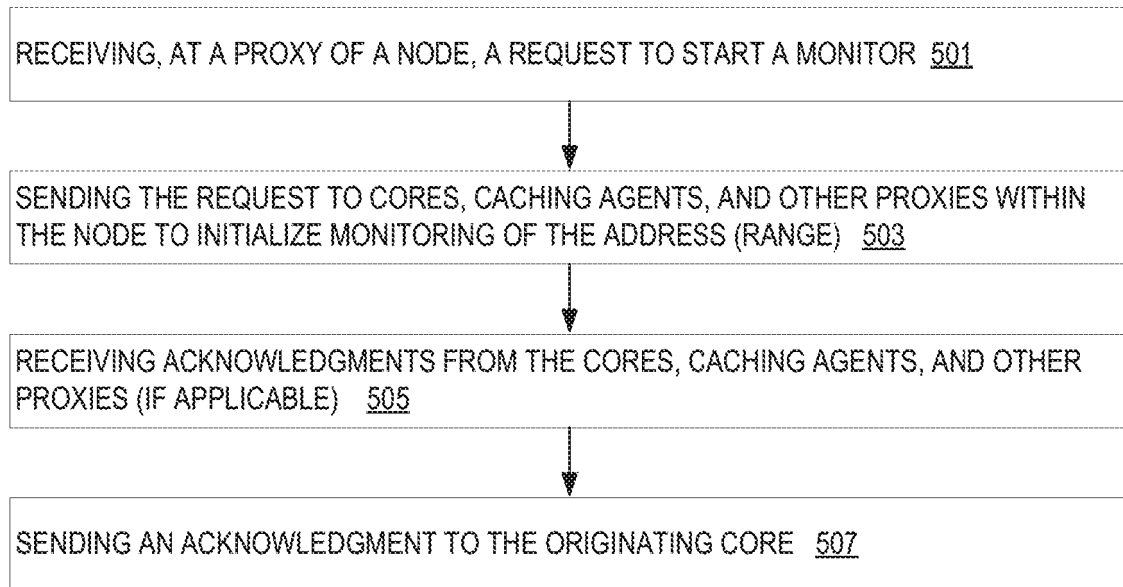 RECEIVING, AT A PROXY OF A NODE, A REQUEST TO START A MONITOR 501
SENDING THE REQUEST TO CORES, CACHING AGENTS, AND OTHER PROXIES WITHIN
THE NODE TO INITIALIZE MONITORING OF THE ADDRESS (RANGE) 503
RECEIVING ACKNOWLEDGMENTS FROM THE CORES, CACHING AGENTS, AND OTHER
PROXIES (IF APPLICABLE) 505
SENDING AN ACKNOWLEDGMENT TO THE ORIGINATING CORE 507